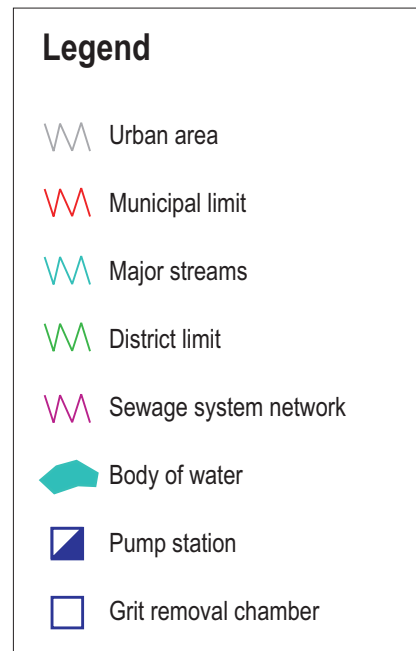 Legend
Urban area
Municipal limit
Major streams
District limit
Sewage system network
Body of water
Pump station
Grit removal chamber